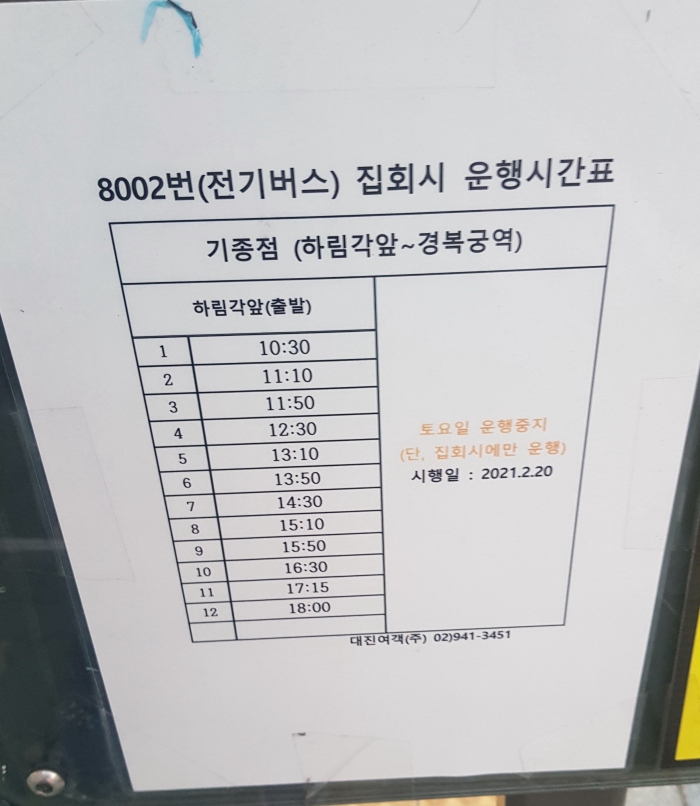 8002번(전기버스) 집회시 운행시간표
기종점 (하림각앞~경복궁역)
하림각앞(출발)
1 10:30
2 11:10
3 11:50
4 12:30
5 13:10
6 13:50
7 14:30
8 15:10
9 15:50
10 16:30
11 17:15
12 18:00
토요일 운행중지
(단, 집회시에만 운행)
시행일 : 2021.2.20
대진여객(주) 02)941-3451